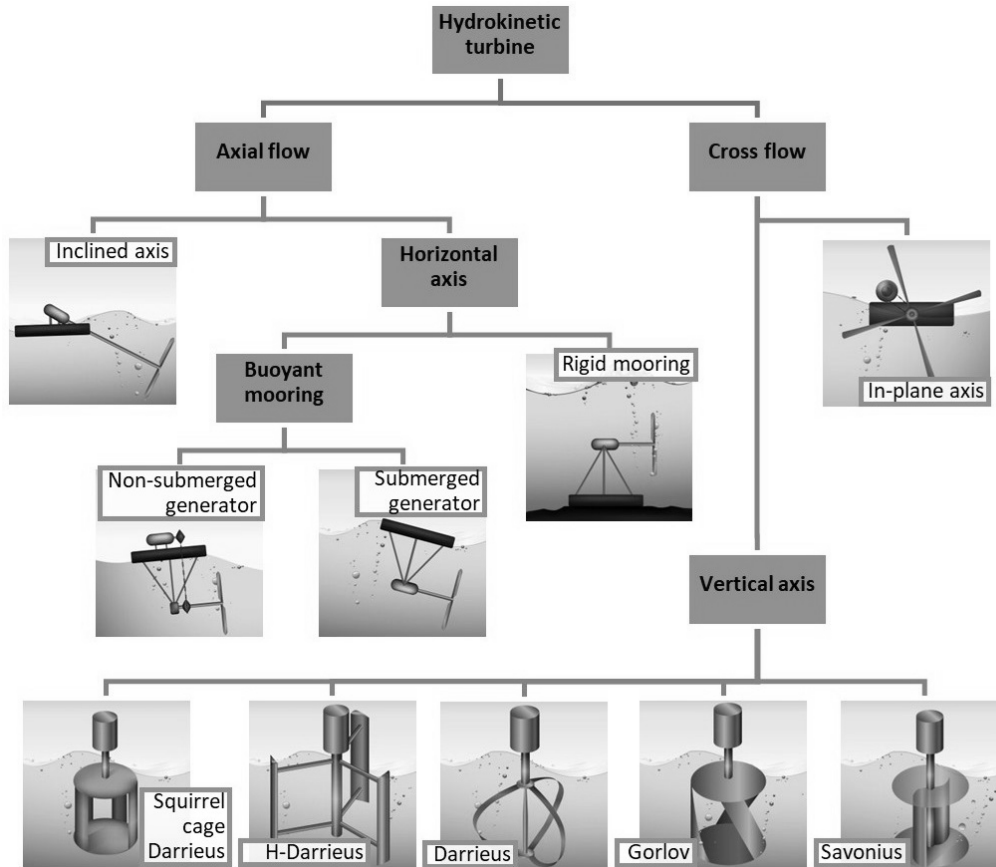 Hydrokinetic
turbine
Axial flow
Cross flow
Inclined axis
Horizontal
axis
In-plane axis
Buoyant
mooring
Rigid mooring
Non-submerged
generator
Submerged
generator
Vertical axis
Squirrel
cage
Darrieus
H-Darrieus
Darrieus
Gorlov
Savonius